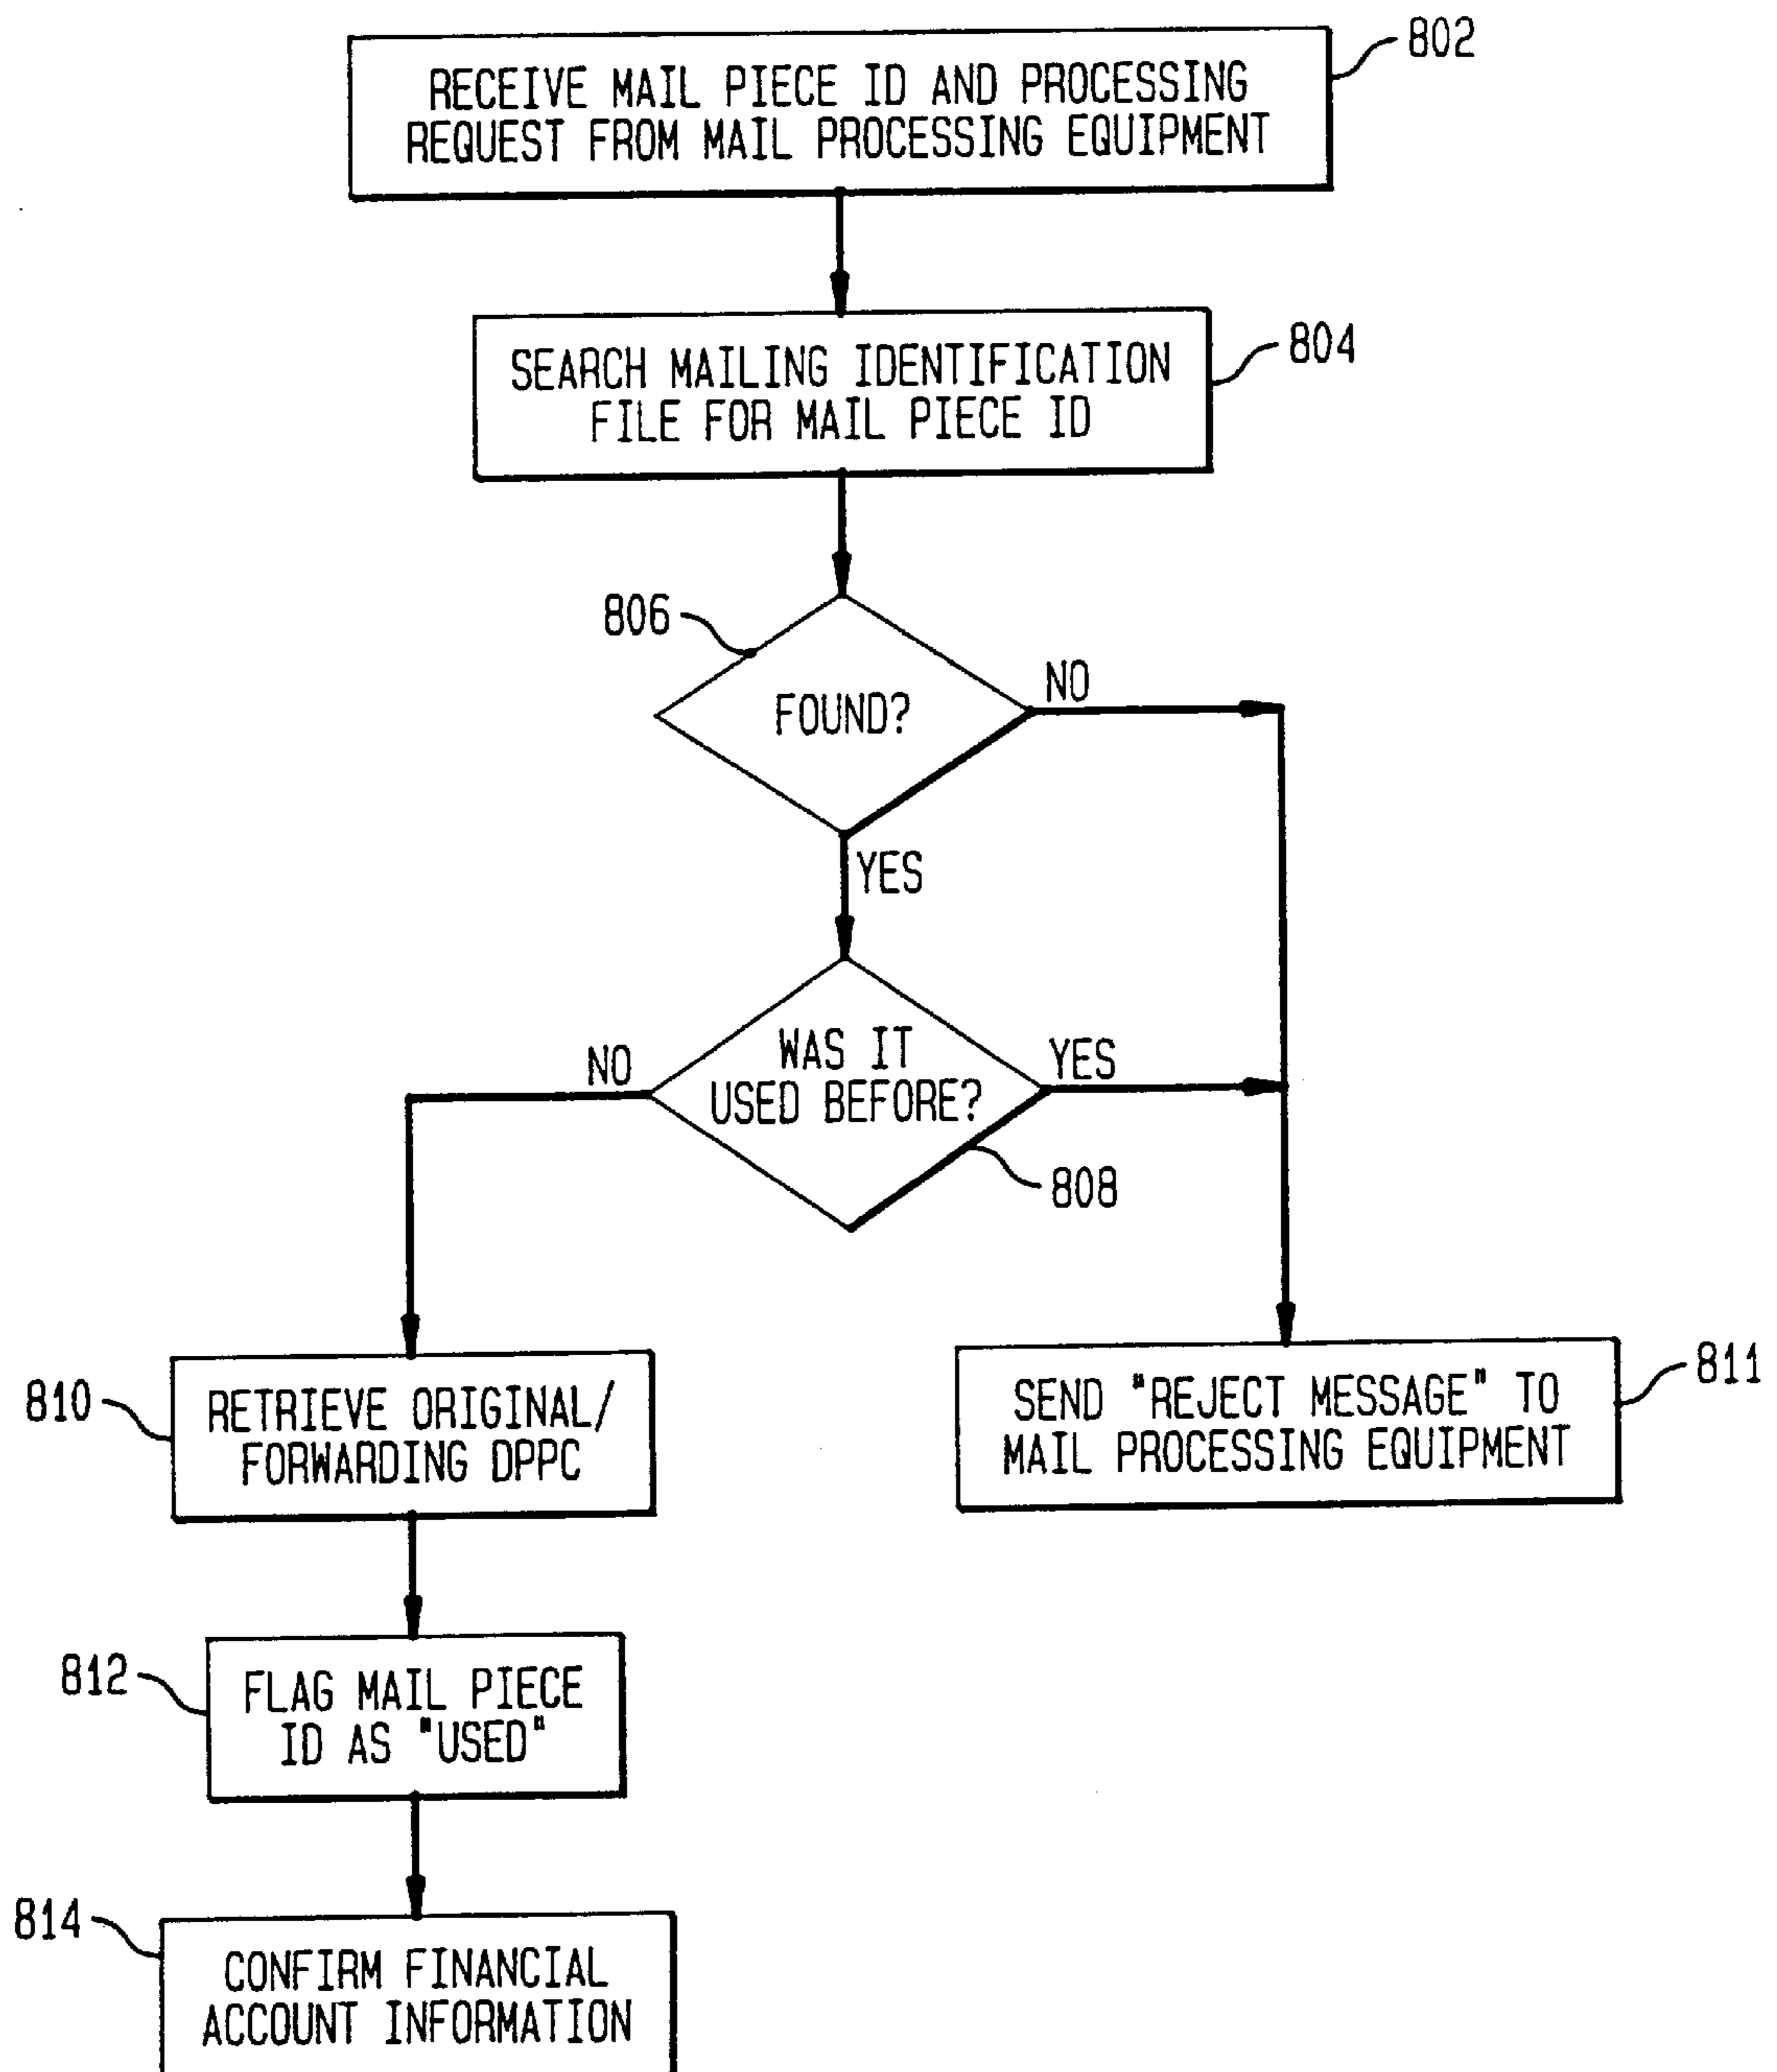 802
RECEIVE MAIL PIECE ID AND PROCESSING
REQUEST FROM MAIL PROCESSING EQUIPMENT
804
SEARCH MAILING IDENTIFICATION
FILE FOR MAIL PIECE ID
806
FOUND?
NO
YES
WAS IT
USED BEFORE?
NO
YES
808
810
RETRIEVE ORIGINAL/
FORWARDING DPPC
811
SEND "REJECT MESSAGE" TO
MAIL PROCESSING EQUIPMENT
812
FLAG MAIL PIECE
ID AS "USED"
814
CONFIRM FINANCIAL
ACCOUNT INFORMATION